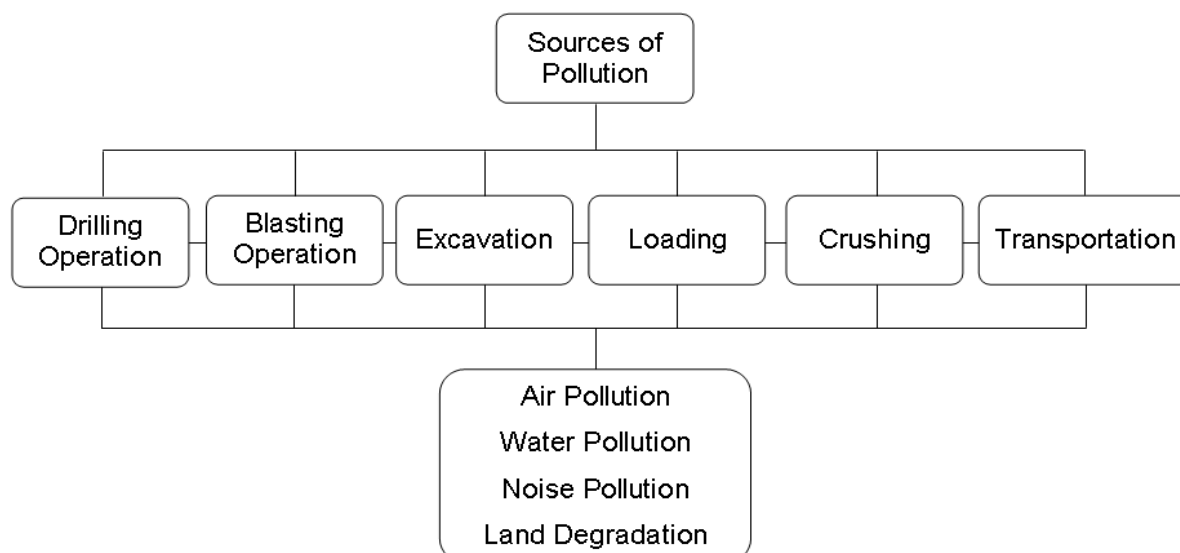 Sources of
Pollution
Drilling
Operation
Blasting
Operation
Excavation
Loading
Crushing
Transportation
Air Pollution
Water Pollution
Noise Pollution
Land Degradation